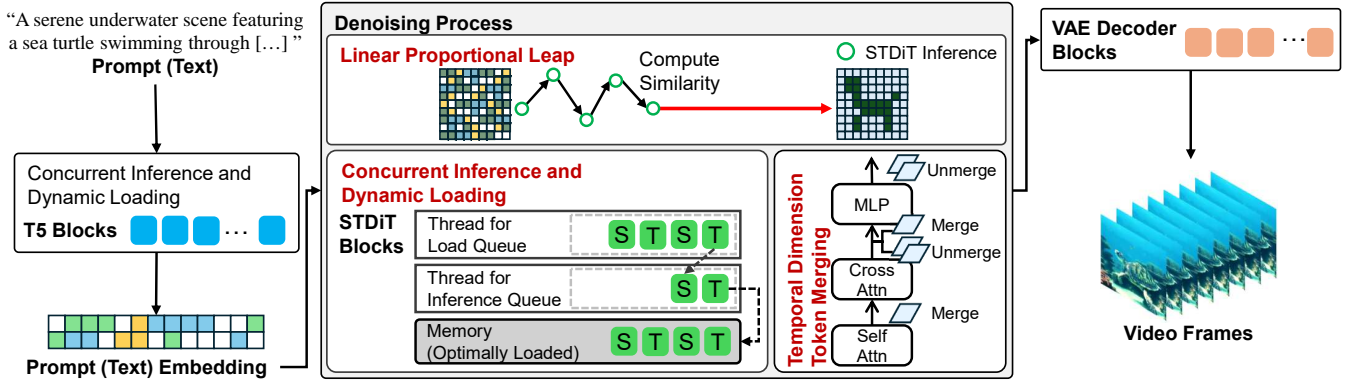 “A serene underwater scene featuring
a sea turtle swimming through […] ”
Prompt (Text)
Concurrent Inference and
Dynamic Loading
T5 Blocks
...
Prompt (Text) Embedding
Denoising Process
Linear Proportional Leap
Compute
Similarity
STDiT Inference
Concurrent Inference and
Dynamic Loading
STDiT
Blocks
Thread for
Load Queue
S T S T
Thread for
Inference Queue
S T
Memory
(Optimally Loaded)
S T S T
Temporal Dimension
Token Merging
Unmerge
MLP
Merge
Unmerge
Cross
Attn
Merge
Self
Attn
VAE Decoder
Blocks
...
Video Frames